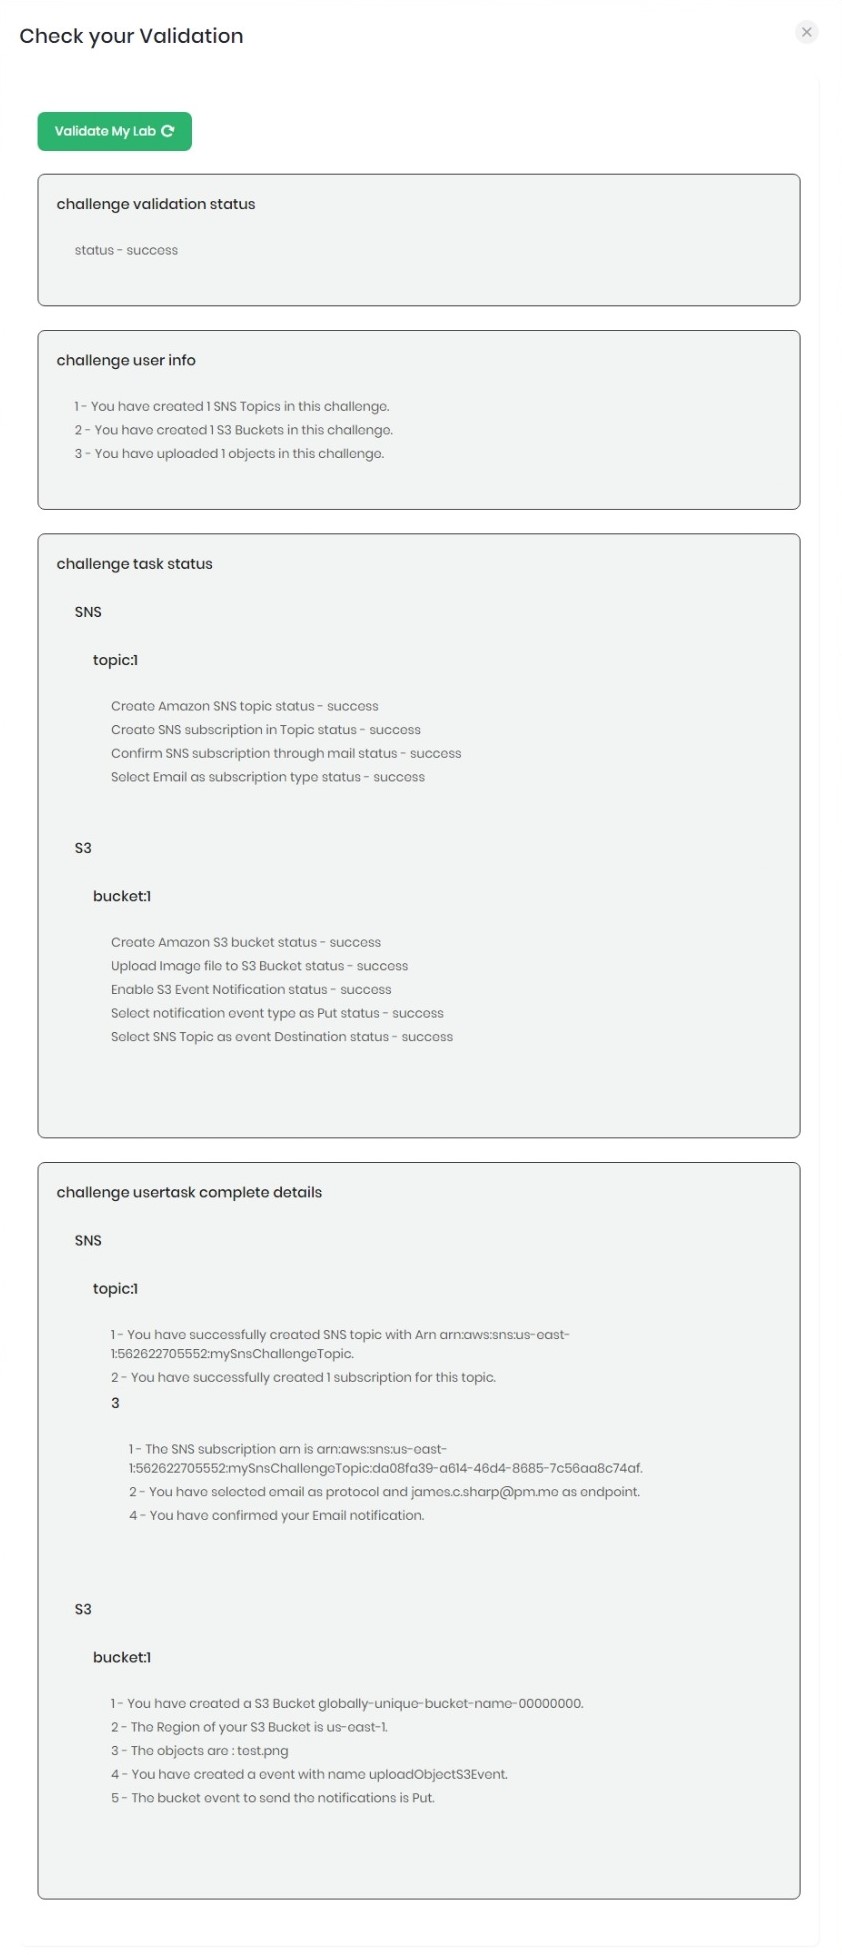 Check your Validation
Validate My Lab
challenge validation status
status - success
challenge user info
1 - You have created 1 SNS Topics in this challenge.
2 - You have created 1 S3 Buckets in this challenge.
3 - You have uploaded 1 objects in this challenge.
challenge task status
SNS
topic:1
Create Amazon SNS topic status - success
Create SNS subscription in Topic status - success
Confirm SNS subscription through mail status - success
Select Email as subscription type status - success
S3
bucket:1
Create Amazon S3 bucket status - success
Upload Image file to S3 Bucket status - success
Enable S3 Event Notification status - success
Select notification event type as Put status - success
Select SNS Topic as event Destination status - success
challenge usertask complete details
SNS
topic:1
1 - You have successfully created SNS topic with Arn arn:aws:sns:us-east-
1:562622705552:mySnsChallengeTopic.
2 - You have successfully created 1 subscription for this topic.
3
1 - The SNS subscription arn is arn:aws:sns:us-east-
1:562622705552:mySnsChallengeTopic:da08fa39-a614-46d4-8685-7c56aa8c74af.
2 - You have selected email as protocol and james.c.sharp@pm.me as endpoint.
4 - You have confirmed your Email notification.
S3
bucket:1
1 - You have created a S3 Bucket globally-unique-bucket-name-00000000.
2 - The Region of your S3 Bucket is us-east-1.
3 - The objects are : test.png
4 - You have created a event with name uploadObjectS3Event.
5 - The bucket event to send the notifications is Put.